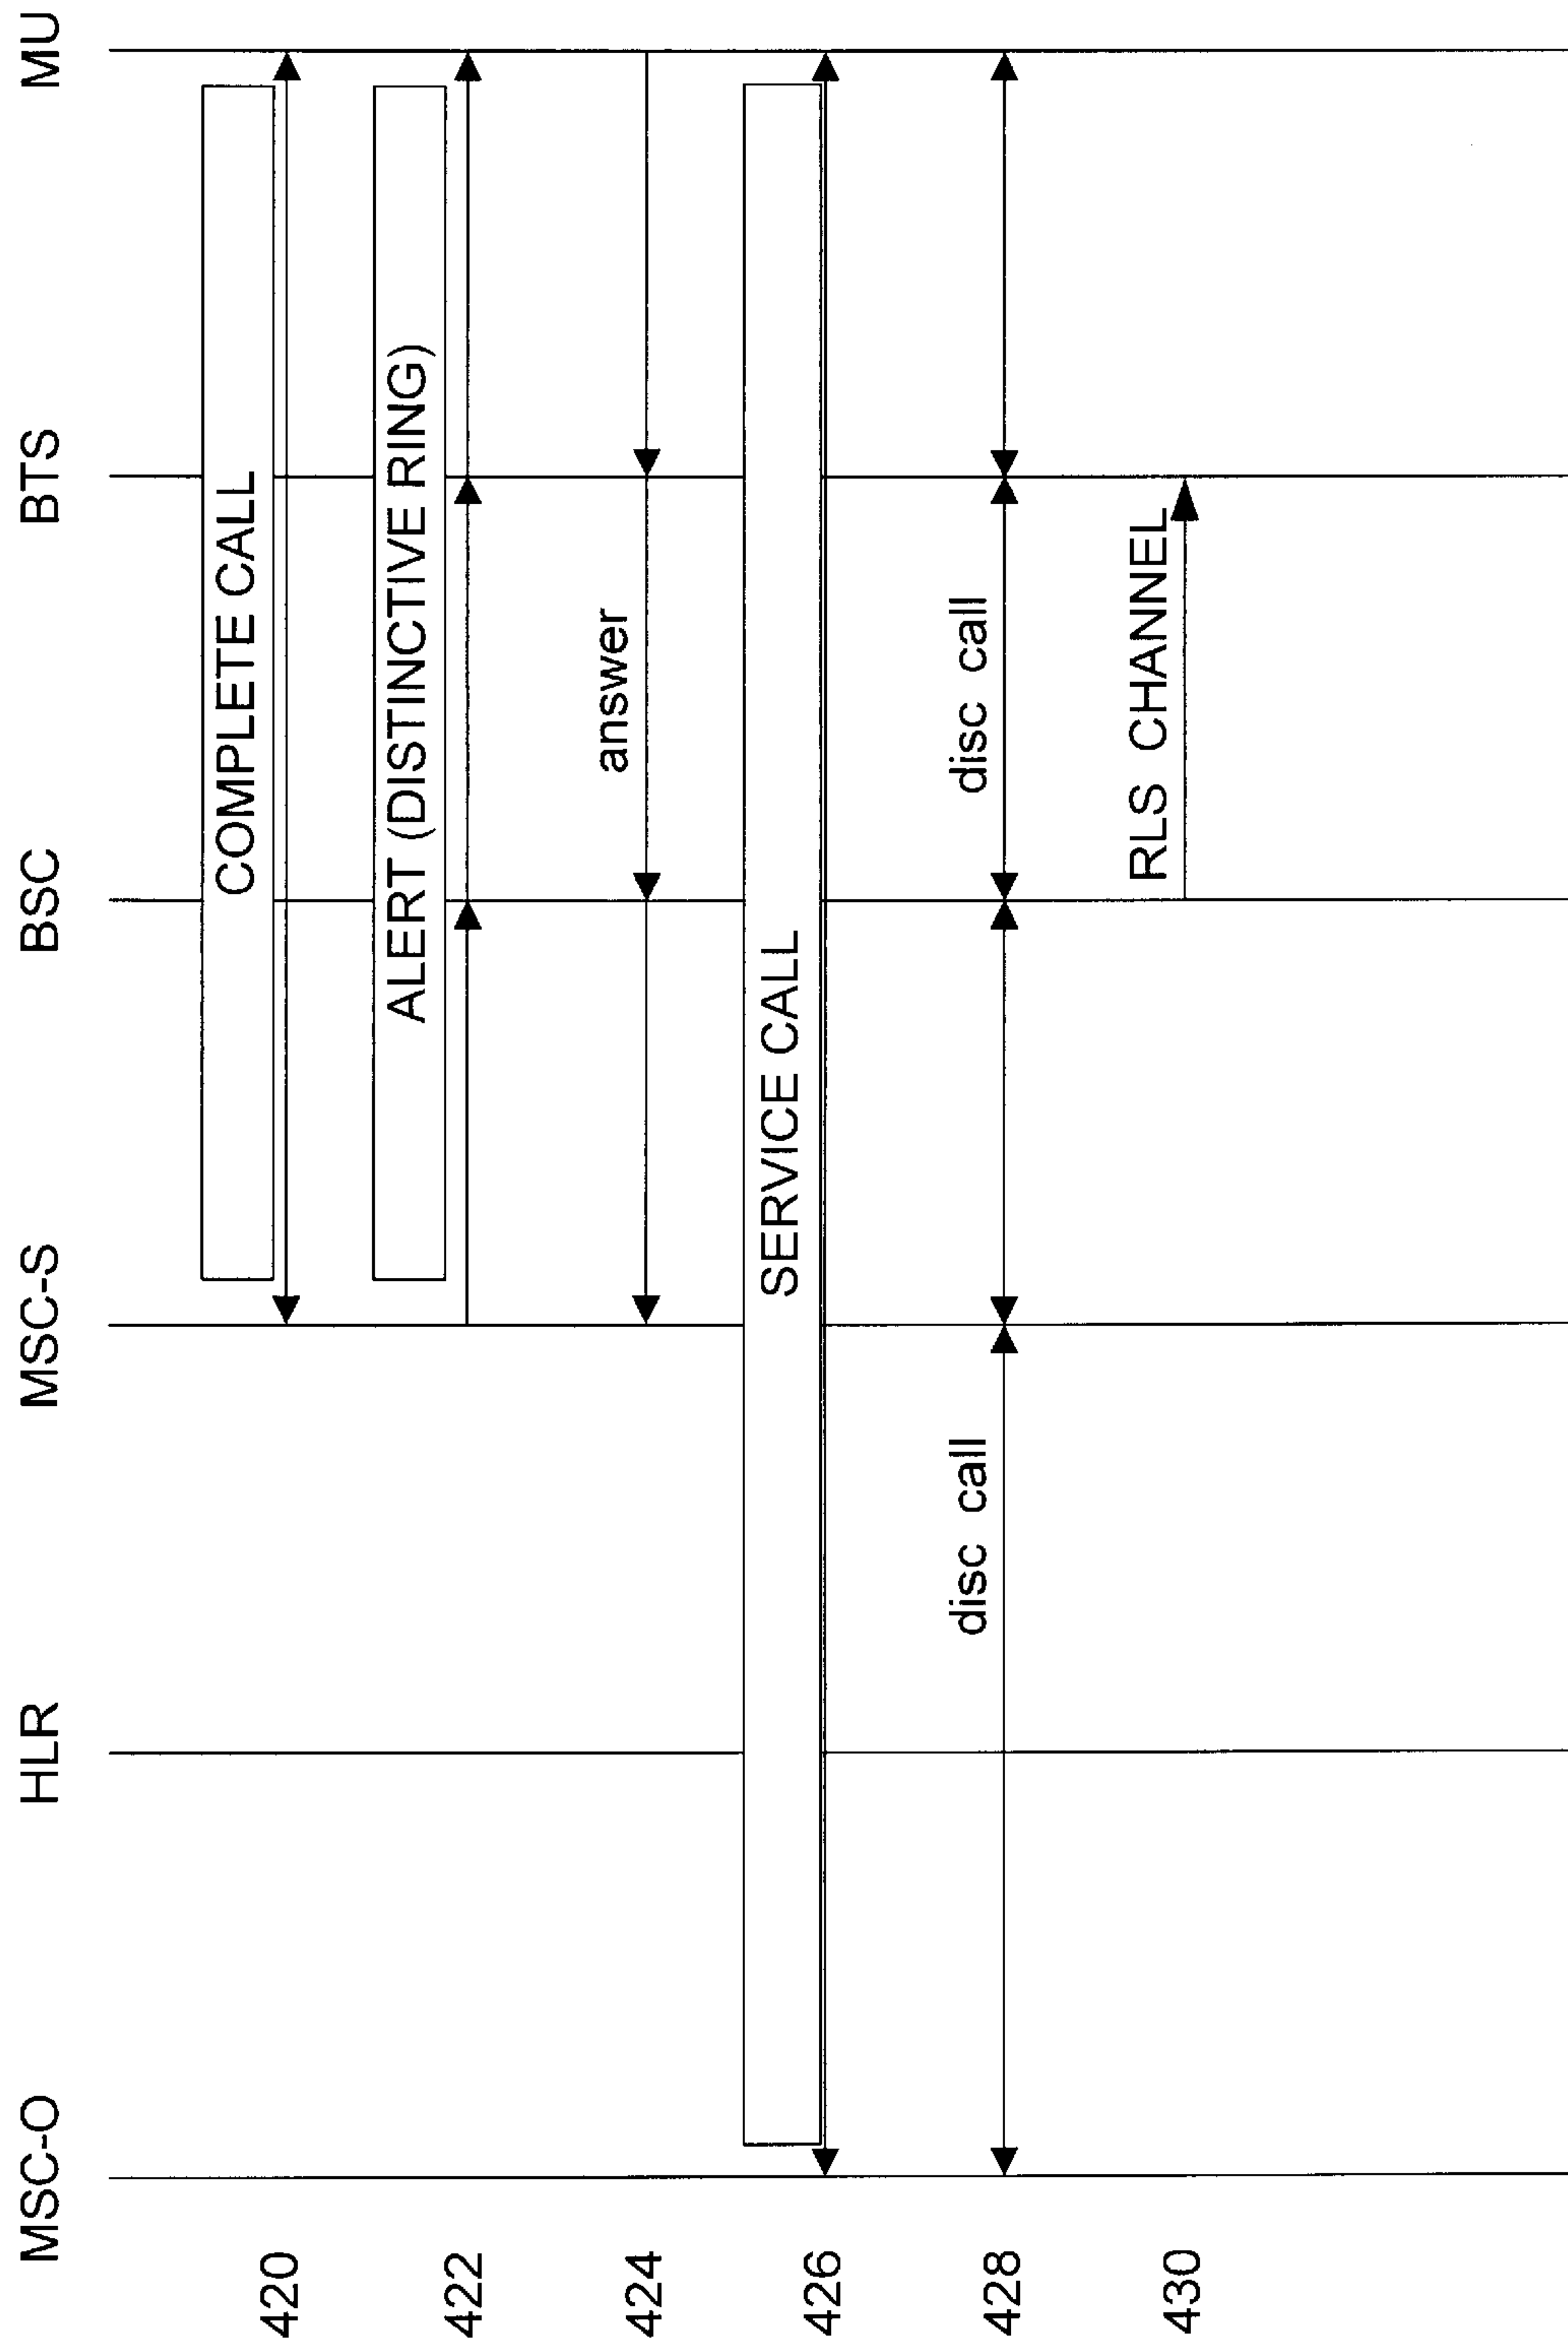 MSC-O HLR MSC-S BSC BTS MU
420 COMPLETE CALL
422 ALERT (DISTINCTIVE RING)
424 answer
426 SERVICE CALL
428 disc call disc call
430 RLS CHANNEL